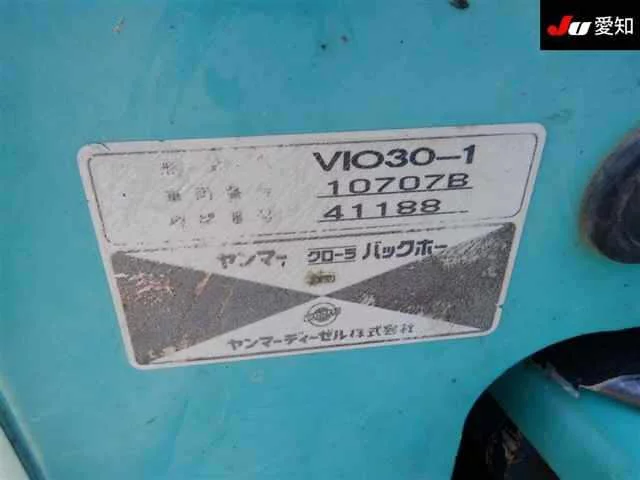 JU 愛知
VIO30-1
10707B
41188
ヤンマー クローラ バックホー
ヤンマーディーゼル株式会社